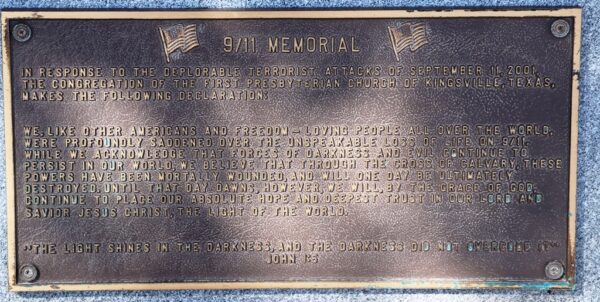 9/11 MEMORIAL
IN RESPONSE TO THE DEPLORABLE TERRORIST ATTACKS OF SEPTEMBER 11, 2001,
THE CONGREGATION OF THE FIRST PRESBYTERIAN CHURCH OF KINGSVILLE, TEXAS,
MAKES THE FOLLOWING DECLARATION:
WE, LIKE OTHER AMERICANS AND FREEDOM-LOVING PEOPLE ALL OVER THE WORLD,
WERE PROFOUNDLY SADDENED OVER THE UNSPEAKABLE LOSS OF LIFE ON 9/11.
WHILE WE ACKNOWLEDGE THAT FORCES OF DARKNESS AND EVIL CONTINUE TO
PERSIST IN OUR WORLD, WE BELIEVE THAT THROUGH THE CROSS OF CALVARY, THESE
POWERS HAVE BEEN MORTALLY WOUNDED, AND WILL ONE DAY BE ULTIMATELY
DESTROYED. UNTIL THAT DAY DAWNS, HOWEVER, WE WILL, BY THE GRACE OF GOD,
CONTINUE TO PLACE OUR ABSOLUTE HOPE AND DEEPEST TRUST IN OUR LORD AND
SAVIOR JESUS CHRIST, THE LIGHT OF THE WORLD.
"THE LIGHT SHINES IN THE DARKNESS, AND THE DARKNESS DID NOT OVERCOME IT"
JOHN 1:5